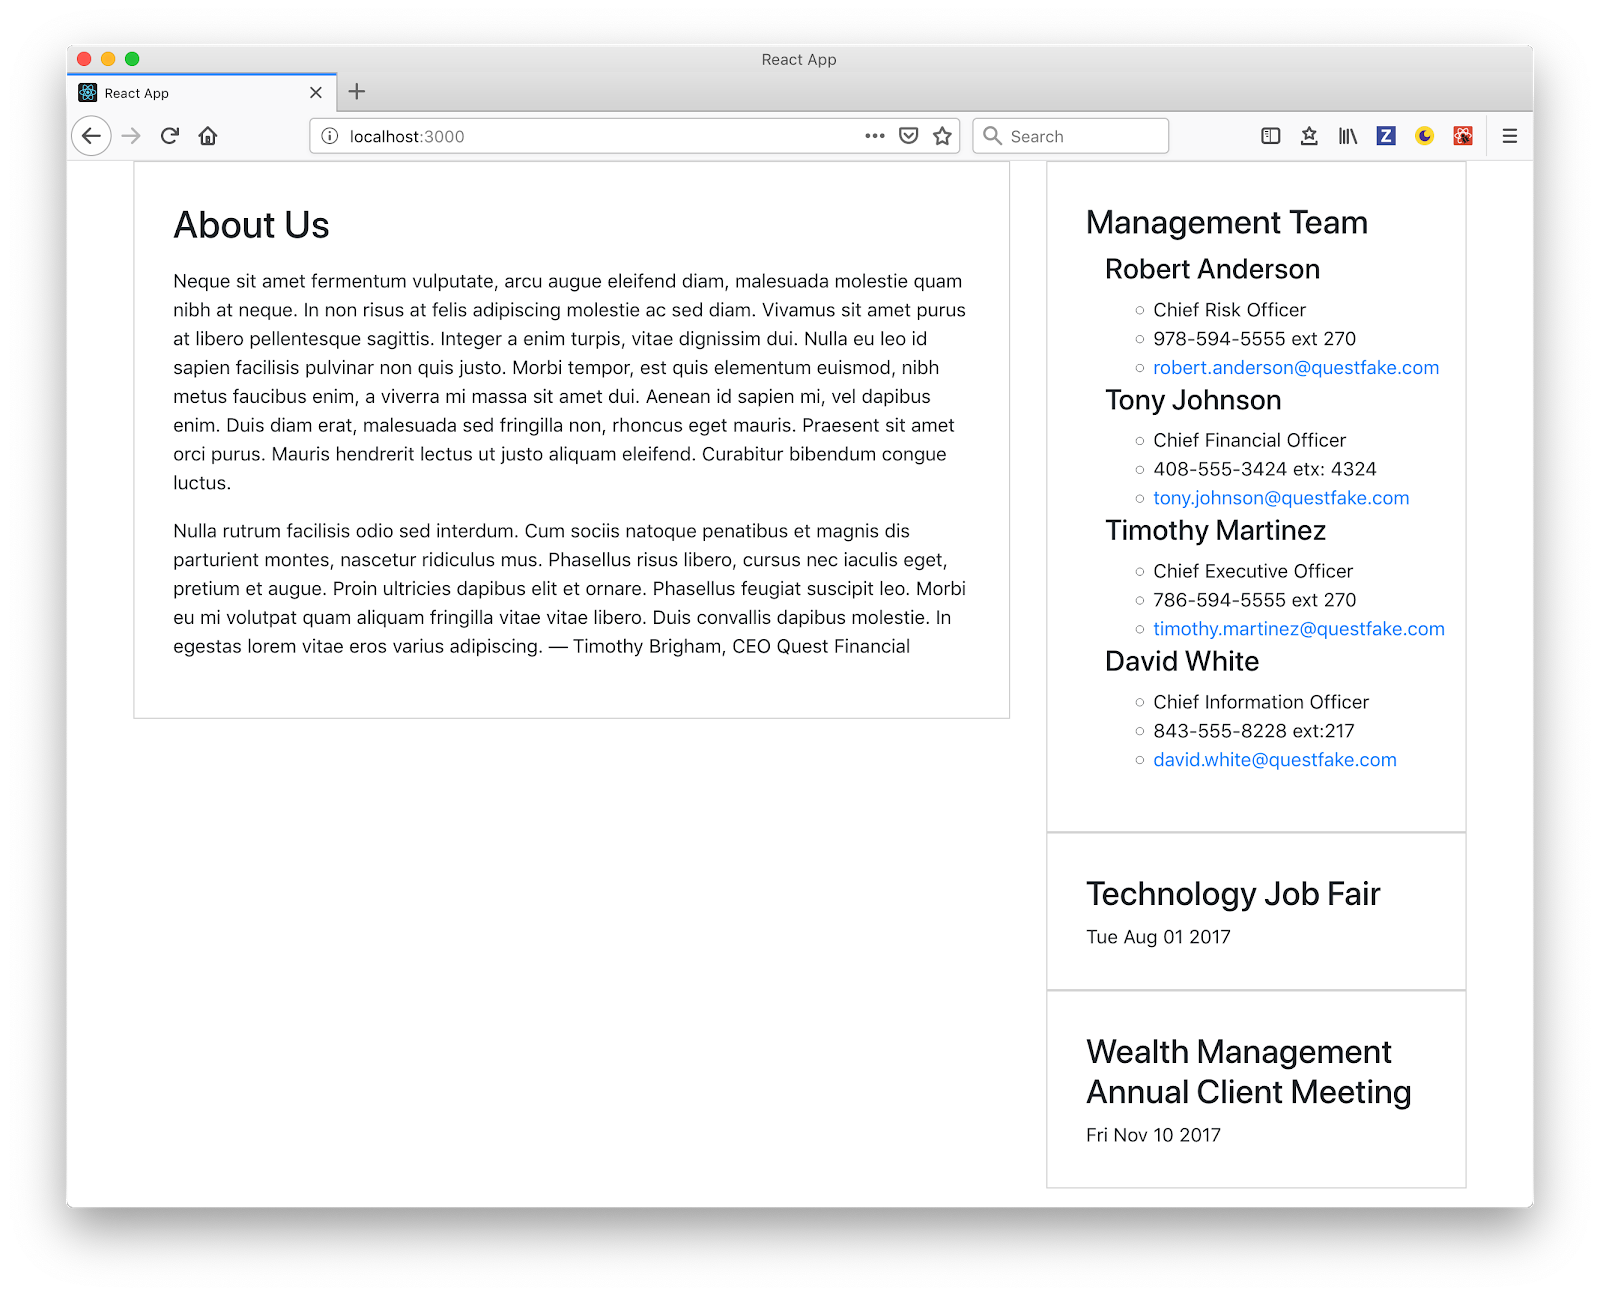 React App
React App
localhost:3000
Search
About Us
Neque sit amet fermentum vulputate, arcu augue eleifend diam, malesuada molestie quam
nibh at neque. In non risus at felis adipiscing molestie ac sed diam. Vivamus sit amet purus
at libero pellentesque sagittis. Integer a enim turpis, vitae dignissim dui. Nulla eu leo id
sapien facilisis pulvinar non quis justo. Morbi tempor, est quis elementum euismod, nibh
metus faucibus enim, a viverra mi massa sit amet dui. Aenean id sapien mi, vel dapibus
enim. Duis diam erat, malesuada sed fringilla non, rhoncus eget mauris. Praesent sit amet
orci purus. Mauris hendrerit lectus ut justo aliquam eleifend. Curabitur bibendum congue
luctus.
Nulla rutrum facilisis odio sed interdum. Cum sociis natoque penatibus et magnis dis
parturient montes, nascetur ridiculus mus. Phasellus risus libero, cursus nec iaculis eget,
pretium et augue. Proin ultricies dapibus elit et ornare. Phasellus feugiat suscipit leo. Morbi
eu mi volutpat quam aliquam fringilla vitae vitae libero. Duis convallis dapibus molestie. In
egestas lorem vitae eros varius adipiscing. — Timothy Brigham, CEO Quest Financial
Management Team
Robert Anderson
Chief Risk Officer
978-594-5555 ext 270
robert.anderson@questfake.com
Tony Johnson
Chief Financial Officer
408-555-3424 etx: 4324
tony.johnson@questfake.com
Timothy Martinez
Chief Executive Officer
786-594-5555 ext 270
timothy.martinez@questfake.com
David White
Chief Information Officer
843-555-8228 ext:217
david.white@questfake.com
Technology Job Fair
Tue Aug 01 2017
Wealth Management
Annual Client Meeting
Fri Nov 10 2017